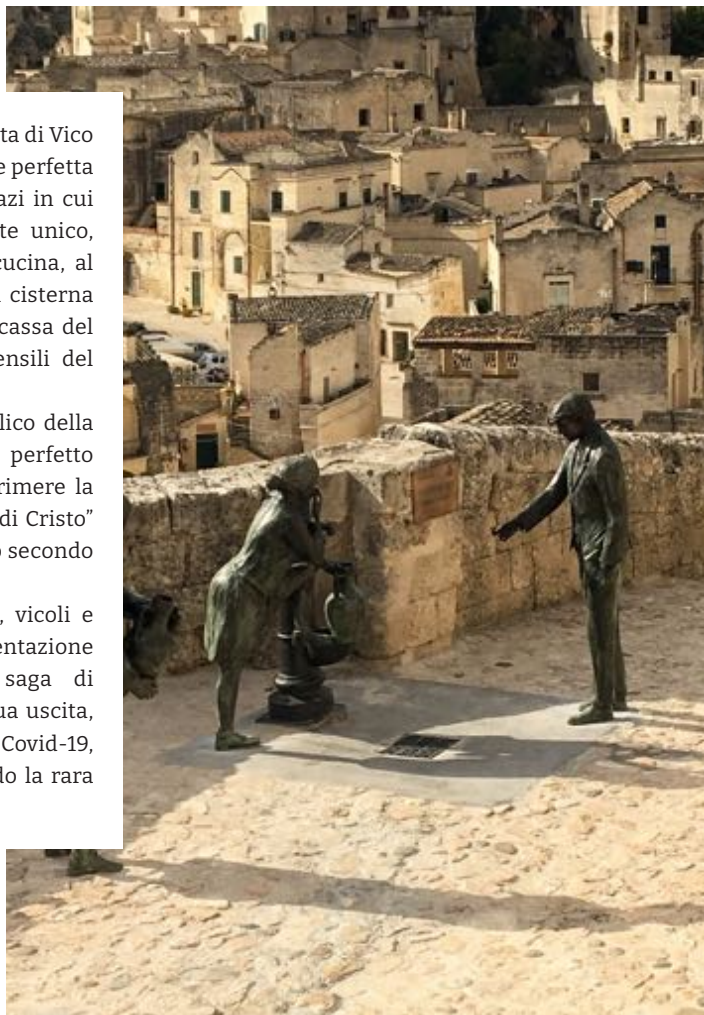 ta di Vico
e perfetta
azi in cui
te unico,
cucina, al
cisterna
cassa del
ensili del
lico della
perfetto
rimere la
di Cristo”
secondo
, vicoli e
entazione
saga di
ua uscita,
Covid-19,
do la rara